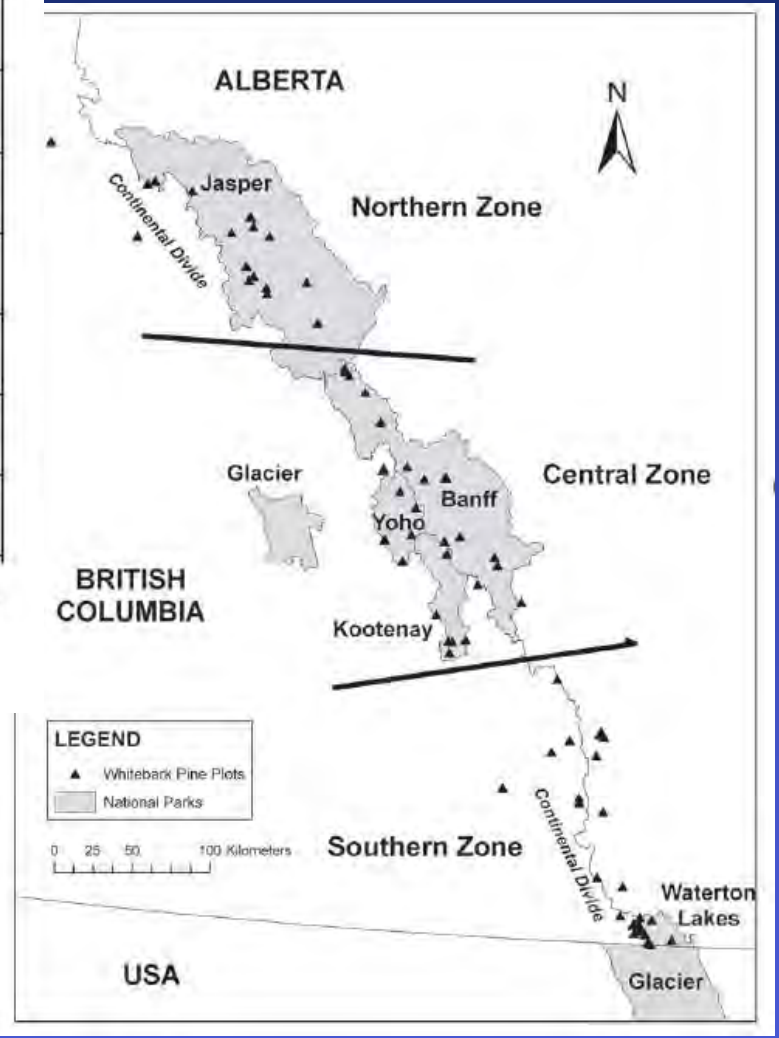 ALBERTA
N
Jasper
Continental Divide
Northern Zone
Glacier
Central Zone
Banff
Yoho
BRITISH
COLUMBIA
Kootenay
LEGEND
Whitebark Pine Plots
National Parks
0 25 50 100 Kilometers
Southern Zone
Continental Divide
Waterton
Lakes
USA
Glacier